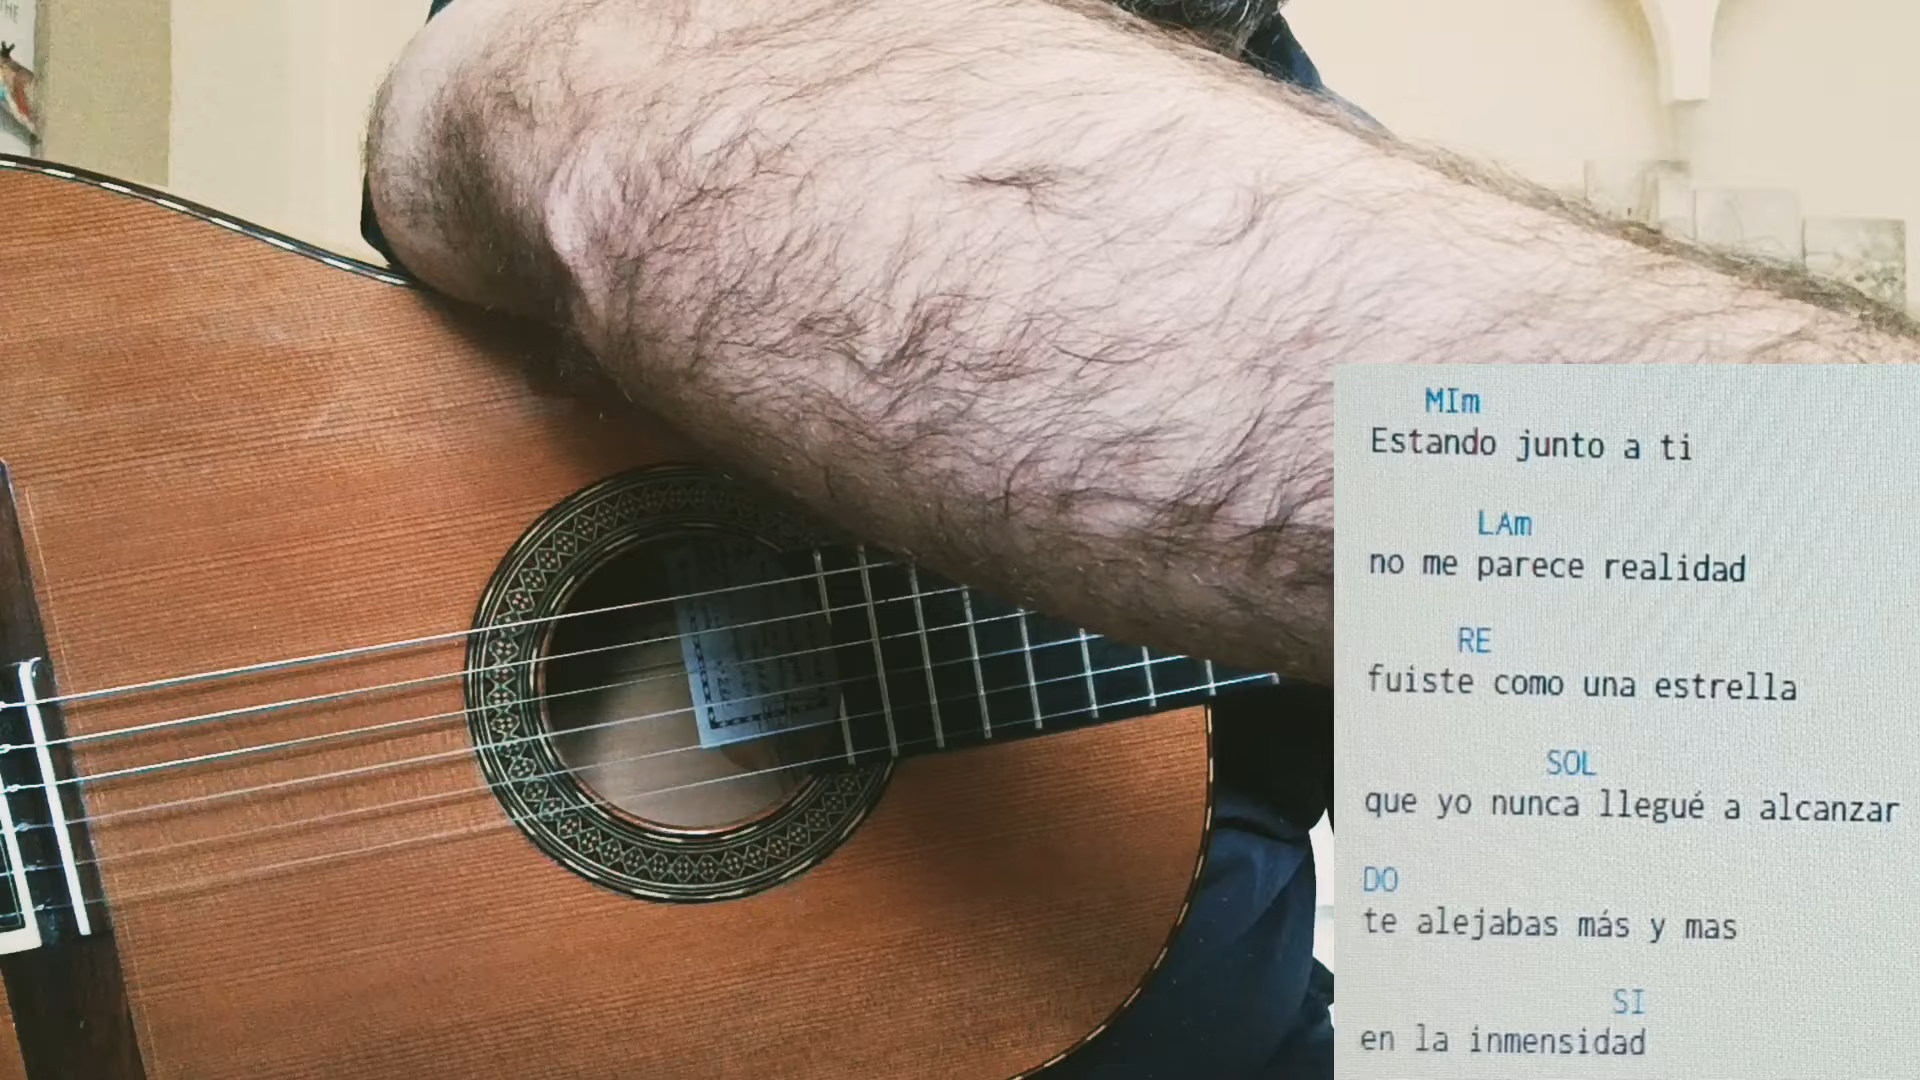 MIm
Estando junto a ti
LAm
no me parece realidad
RE
fuiste como una estrella
SOL
que yo nunca llegué a alcanzar
DO
te alejabas más y mas
SI
en la inmensidad